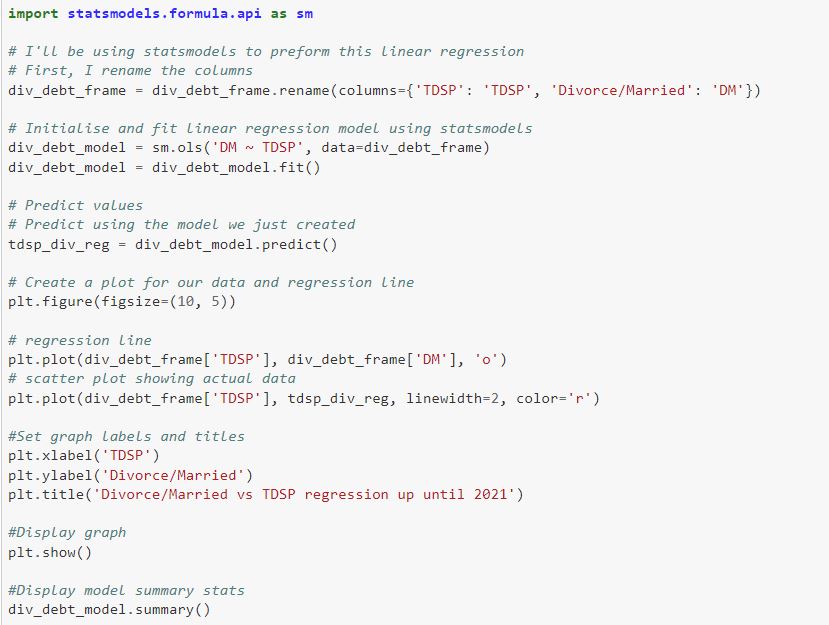 import statsmodels.formula.api as sm
# I'll be using statsmodels to preform this linear regression
# First, I rename the columns
div_debt_frame = div_debt_frame.rename(columns={'TDSP': 'TDSP', 'Divorce/Married': 'DM'})
# Initialise and fit linear regression model using statsmodels
div_debt_model = sm.ols('DM ~ TDSP', data=div_debt_frame)
div_debt_model = div_debt_model.fit()
# Predict values
# Predict using the model we just created
tdsp_div_reg = div_debt_model.predict()
# Create a plot for our data and regression line
plt.figure(figsize=(10, 5))
# regression line
plt.plot(div_debt_frame['TDSP'], div_debt_frame['DM'], 'o')
# scatter plot showing actual data
plt.plot(div_debt_frame['TDSP'], tdsp_div_reg, linewidth=2, color='r')
#Set graph labels and titles
plt.xlabel('TDSP')
plt.ylabel('Divorce/Married')
plt.title('Divorce/Married vs TDSP regression up until 2021')
#Display graph
plt.show()
#Display model summary stats
div_debt_model.summary()